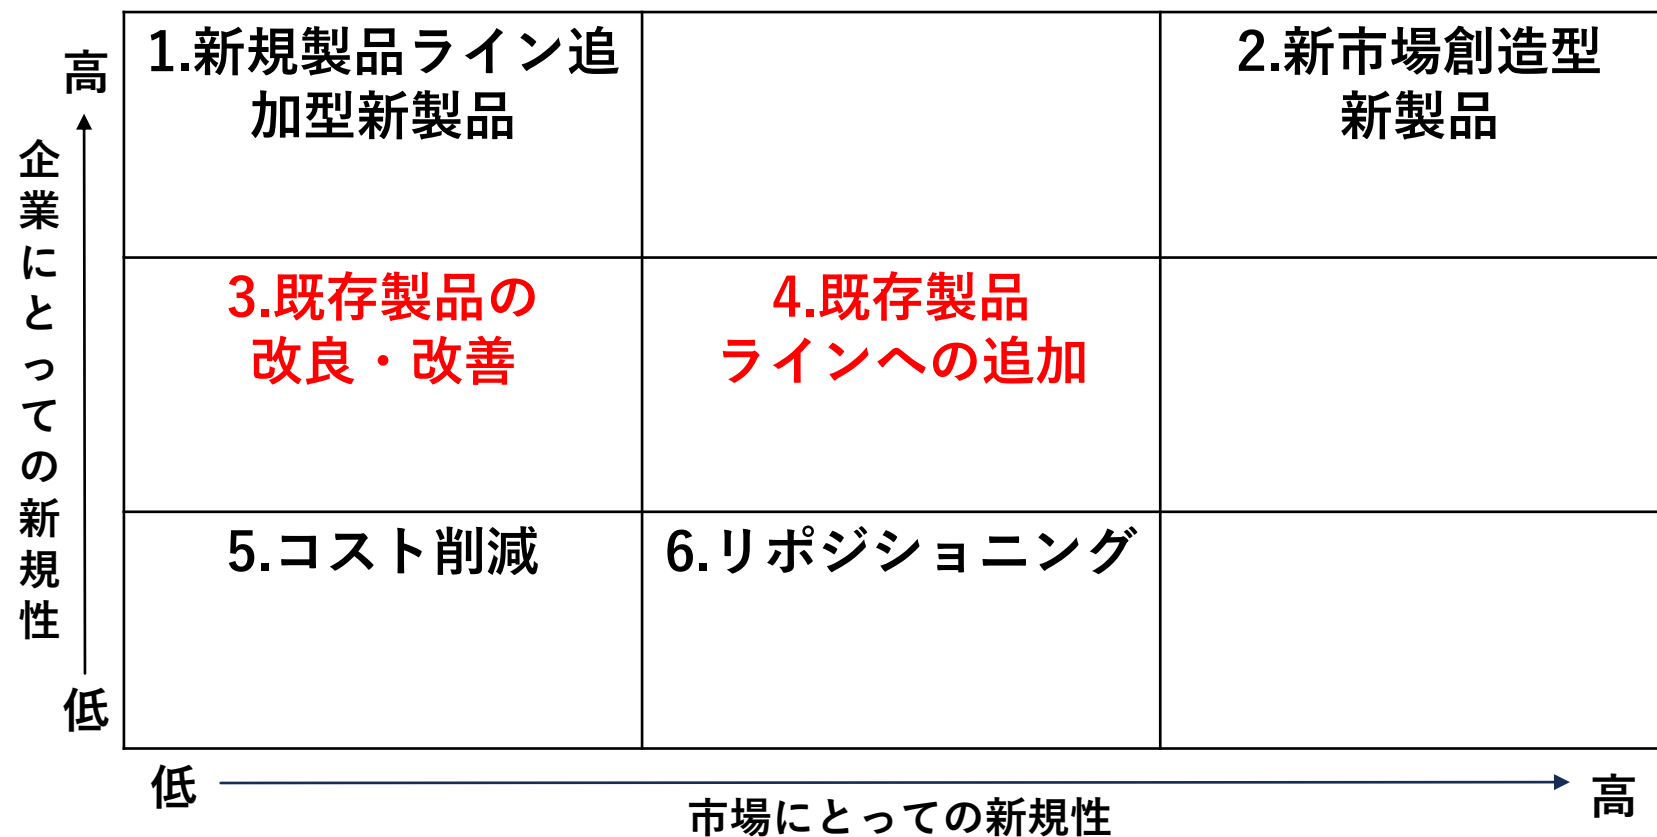 高
1.新規製品ライン追
加型新製品
2.新市場創造型
新製品
企業にとっての新規性
3.既存製品の
改良・改善
4.既存製品
ラインへの追加
5.コスト削減
6.リポジショニング
低
低
市場にとっての新規性
高